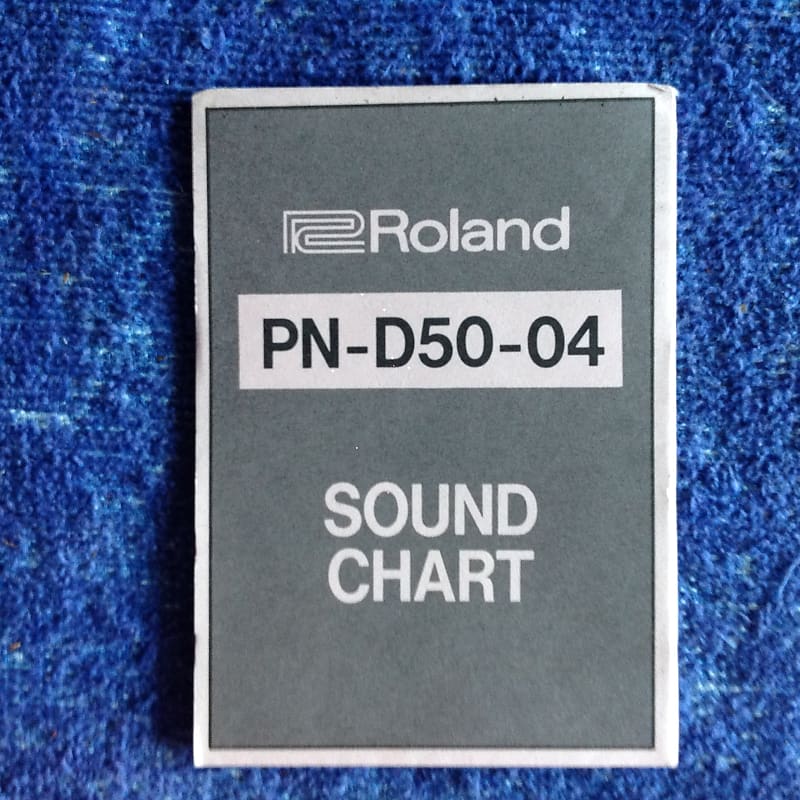 Roland
PN-D50-04
SOUND
CHART